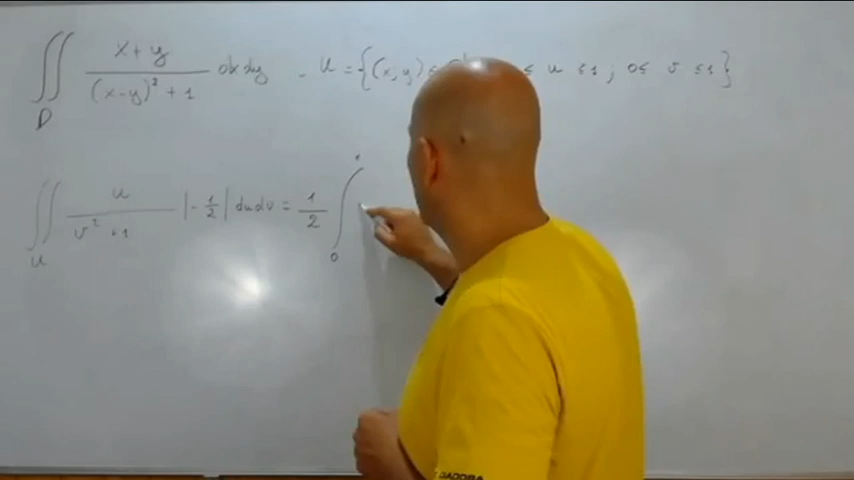 ∬_D (x+y)/((x-y)²+1) dx dy - U = {(x,y) ≤ u ≤1 ; 0≤ v ≤1}
∬_U u/(v²+1) |-1/2| du dv = 1/2 ∫_0^1
ADORA